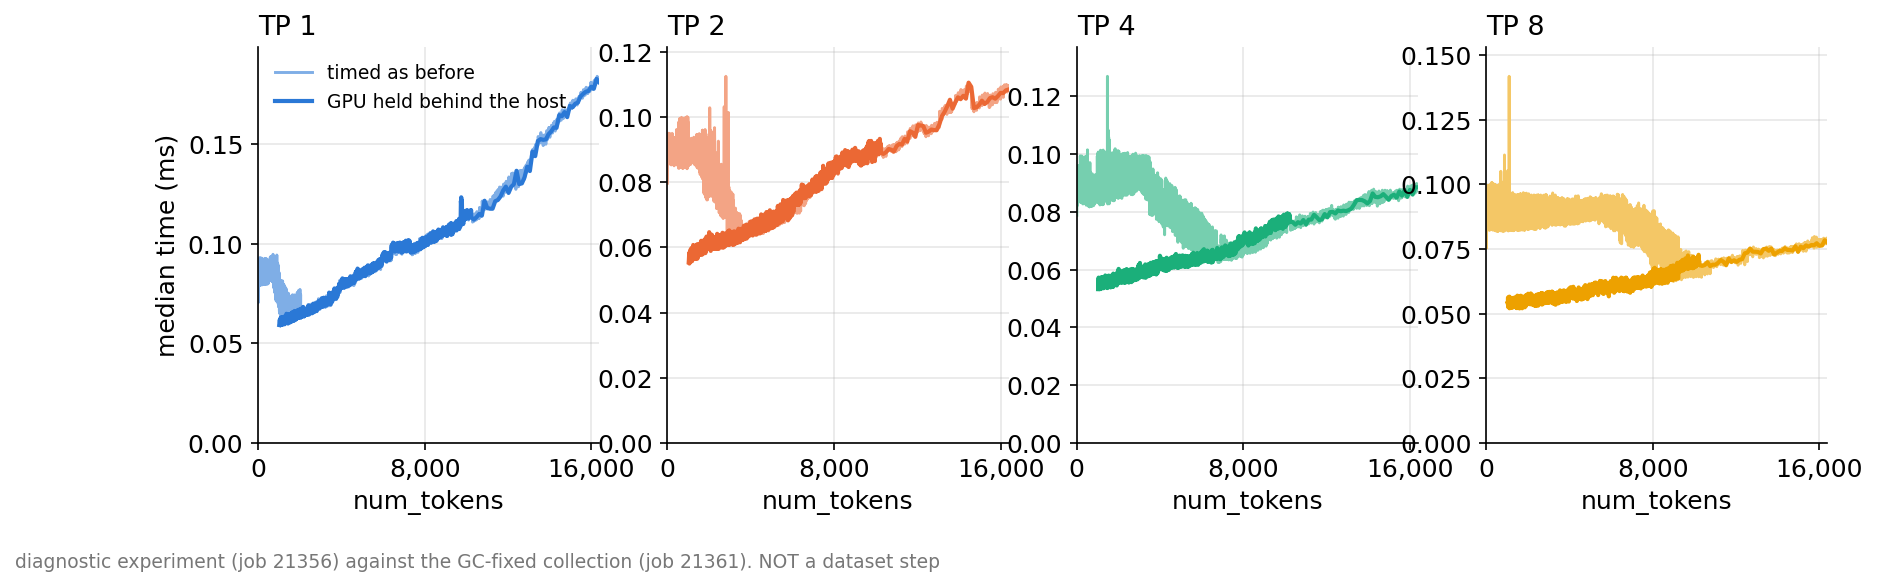 TP 1
TP 2
TP 4
TP 8
timed as before
GPU held behind the host
median time (ms)
0.15
0.10
0.05
0.00
0.12
0.10
0.08
0.06
0.04
0.02
0.00
0.12
0.10
0.08
0.06
0.04
0.02
0.00
0.150
0.125
0.100
0.075
0.050
0.025
0.000
0 8,000 16,000
0 8,000 16,000
0 8,000 16,000
0 8,000 16,000
num_tokens
num_tokens
num_tokens
num_tokens
diagnostic experiment (job 21356) against the GC-fixed collection (job 21361). NOT a dataset step